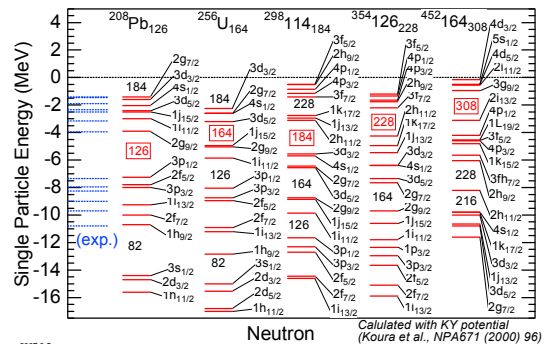 4
2
0
-2
-4
-6
-8
-10
-12
-14
-16
Single Particle Energy (MeV)
208Pb126
256U164
298114184
354126228
452164308
184
2g7/2
3d3/2
4s1/2
3d5/2
1j15/2
1i11/2
2g9/2
126
3p1/2
2f5/2
3p3/2
1i13/2
2f7/2
1h9/2
82
3s1/2
2d3/2
1h11/2
(exp.)
3d3/2
184
2g7/2
4s1/2
3d5/2
164
1j15/2
2g9/2
1i11/2
126
3p1/2
3p3/2
2f5/2
2f7/2
1i13/2
1h9/2
82
3s1/2
2d3/2
2d5/2
1h11/2
3f5/2
2h9/2
4p1/2
4p3/2
3f7/2
228
1k17/2
1j13/2
184
2h11/2
3d3/2
4s1/2
2g7/2
164
3d5/2
2g9/2
1j15/2
1i11/2
126
3p1/2
3p3/2
2f5/2
2f7/2
1i13/2
3f5/2
4p1/2
4p3/2
2h9/2
3f7/2
228
2h11/2
1k17/2
1j13/2
3d3/2
4s1/2
2g7/2
3d5/2
164
2g9/2
1j15/2
1i11/2
1p3/2
3p3/2
2f5/2
2f7/2
1i13/2
4d3/2
5s1/2
2i11/2
3g9/2
308
2i13/2
4p1/2
1L19/2
3f5/2
4p3/2
1k15/2
228
3fh7/2
2h9/2
216
2h11/2
4s1/2
1k17/2
3d3/2
1j13/2
3d5/2
2g7/2
Neutron
Calulated with KY potential
(Koura et al., NPA671 (2000) 96)